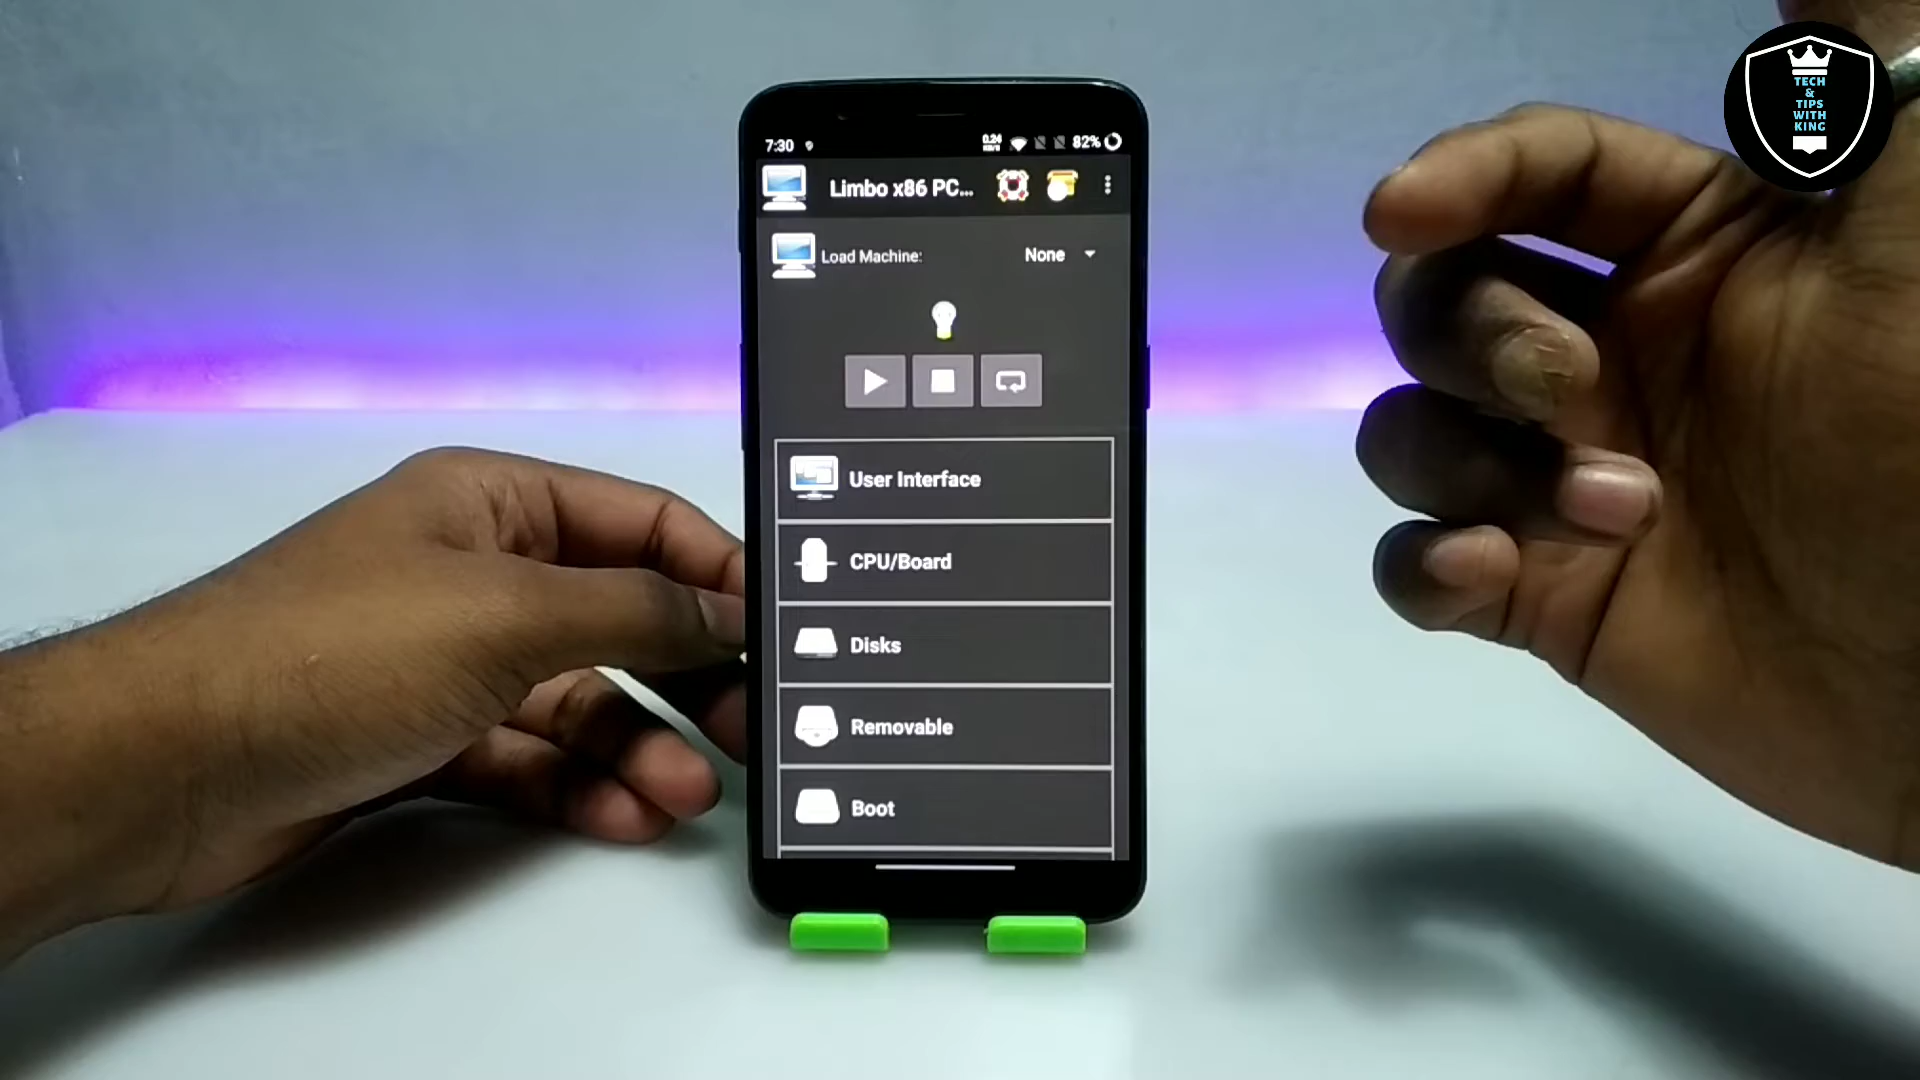 TECH
&
TIPS
WITH
KING
7:30
82%
Limbo x86 PC...
Load Machine:
None
User Interface
CPU/Board
Disks
Removable
Boot